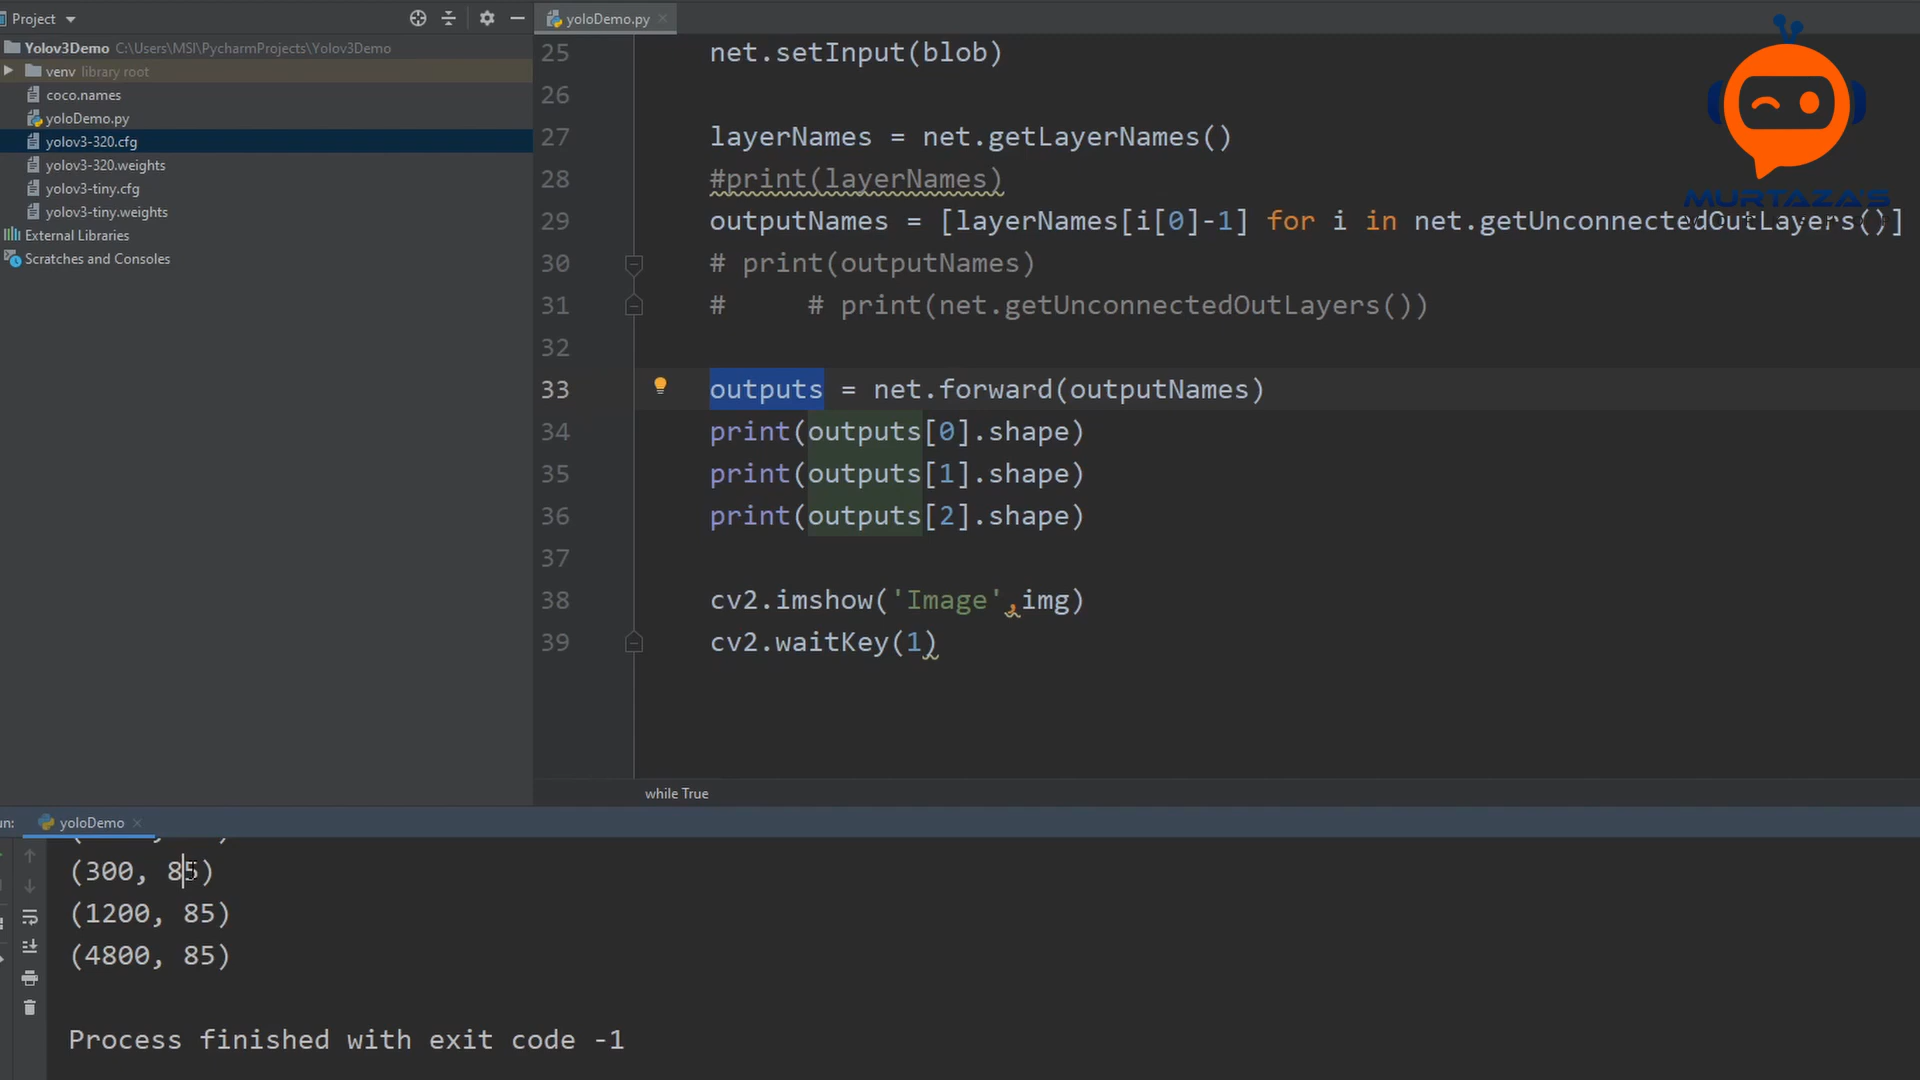 Project
Yolov3Demo C:\Users\MSI\PycharmProjects\Yolov3Demo
venv library root
coco.names
yoloDemo.py
yolov3-320.cfg
yolov3-320.weights
yolov3-tiny.cfg
yolov3-tiny.weights
External Libraries
Scratches and Consoles
yoloDemo.py
MURTAZA'S
25 net.setInput(blob)
26
27 layerNames = net.getLayerNames()
28 #print(layerNames)
29 outputNames = [layerNames[i[0]-1] for i in net.getUnconnectedOutLayers()]
30 # print(outputNames)
31 #     # print(net.getUnconnectedOutLayers())
32
33 outputs = net.forward(outputNames)
34 print(outputs[0].shape)
35 print(outputs[1].shape)
36 print(outputs[2].shape)
37
38 cv2.imshow('Image',img)
39 cv2.waitKey(1)
while True
un: yoloDemo
(300, 85)
(1200, 85)
(4800, 85)
Process finished with exit code -1